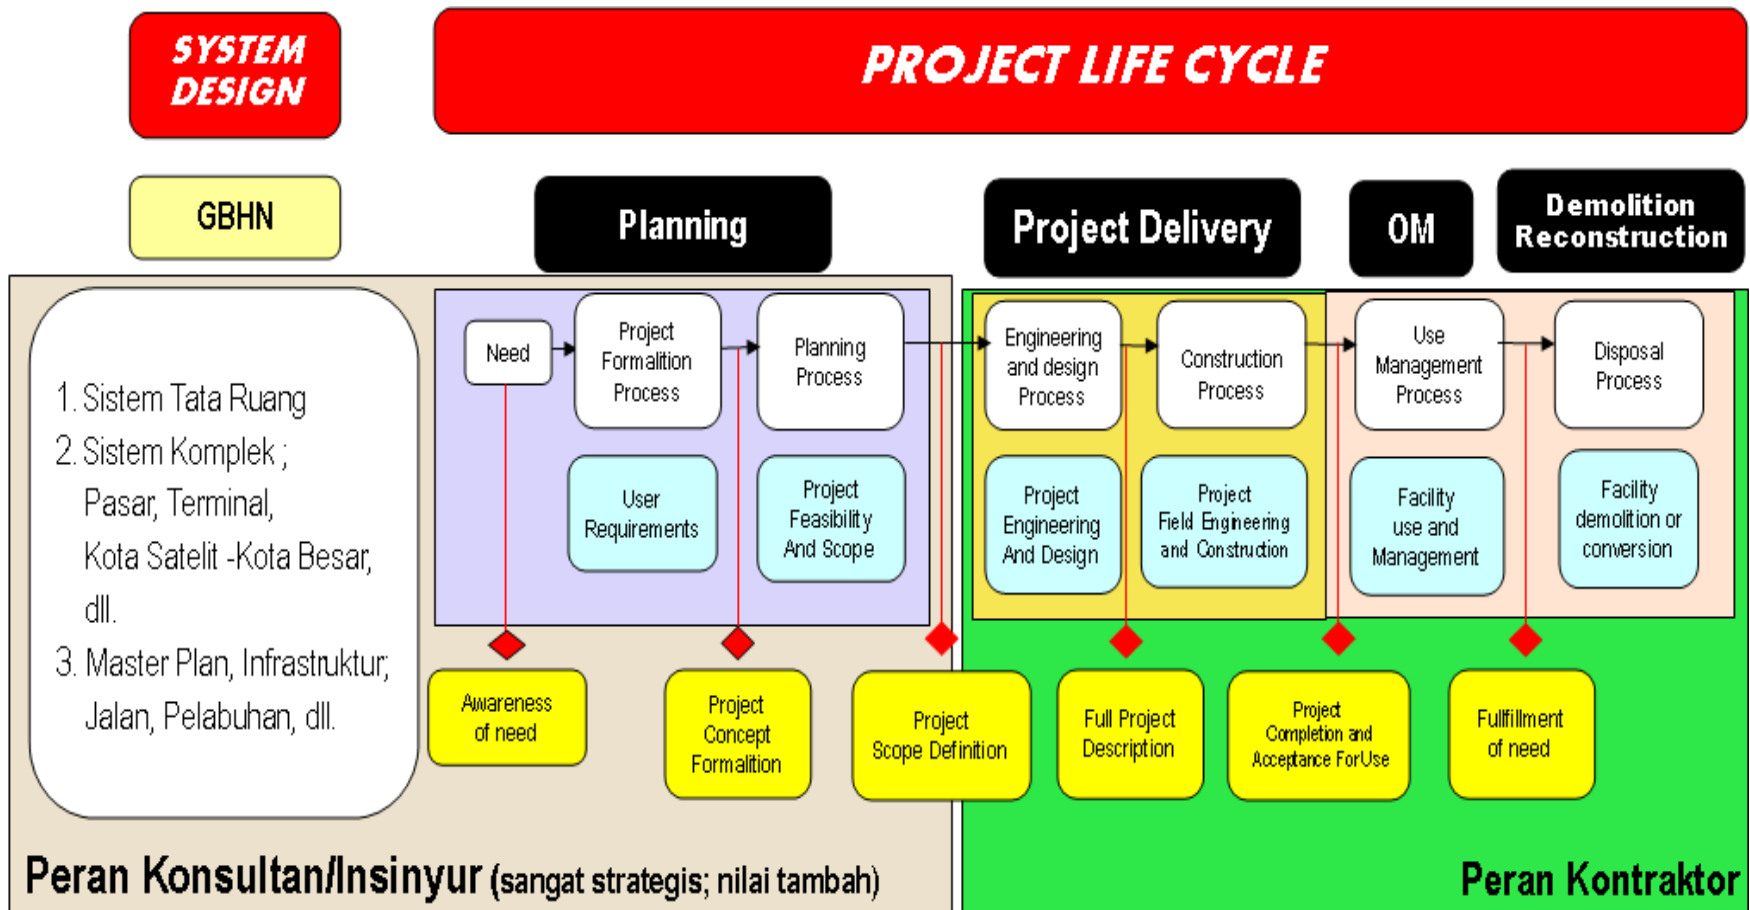 SYSTEM
DESIGN
PROJECT LIFE CYCLE
GBHN
Planning
Project Delivery
OM
Demolition
Reconstruction
1. Sistem Tata Ruang
2. Sistem Komplek ;
Pasar, Terminal,
Kota Satelit -Kota Besar,
dll.
3. Master Plan, Infrastruktur;
Jalan, Pelabuhan, dll.
Need
Project
Formalition
Process
Planning
Process
Engineering
and design
Process
Construction
Process
Use
Management
Process
Disposal
Process
User
Requirements
Project
Feasibility
And Scope
Project
Engineering
And Design
Project
Field Engineering
and Construction
Facility
use and
Management
Facility
demolition or
conversion
Awareness
of need
Project
Concept
Formalition
Project
Scope Definition
Full Project
Description
Project
Completion and
Acceptance For Use
Fullfillment
of need
Peran Konsultan/Insinyur (sangat strategis; nilai tambah)
Peran Kontraktor